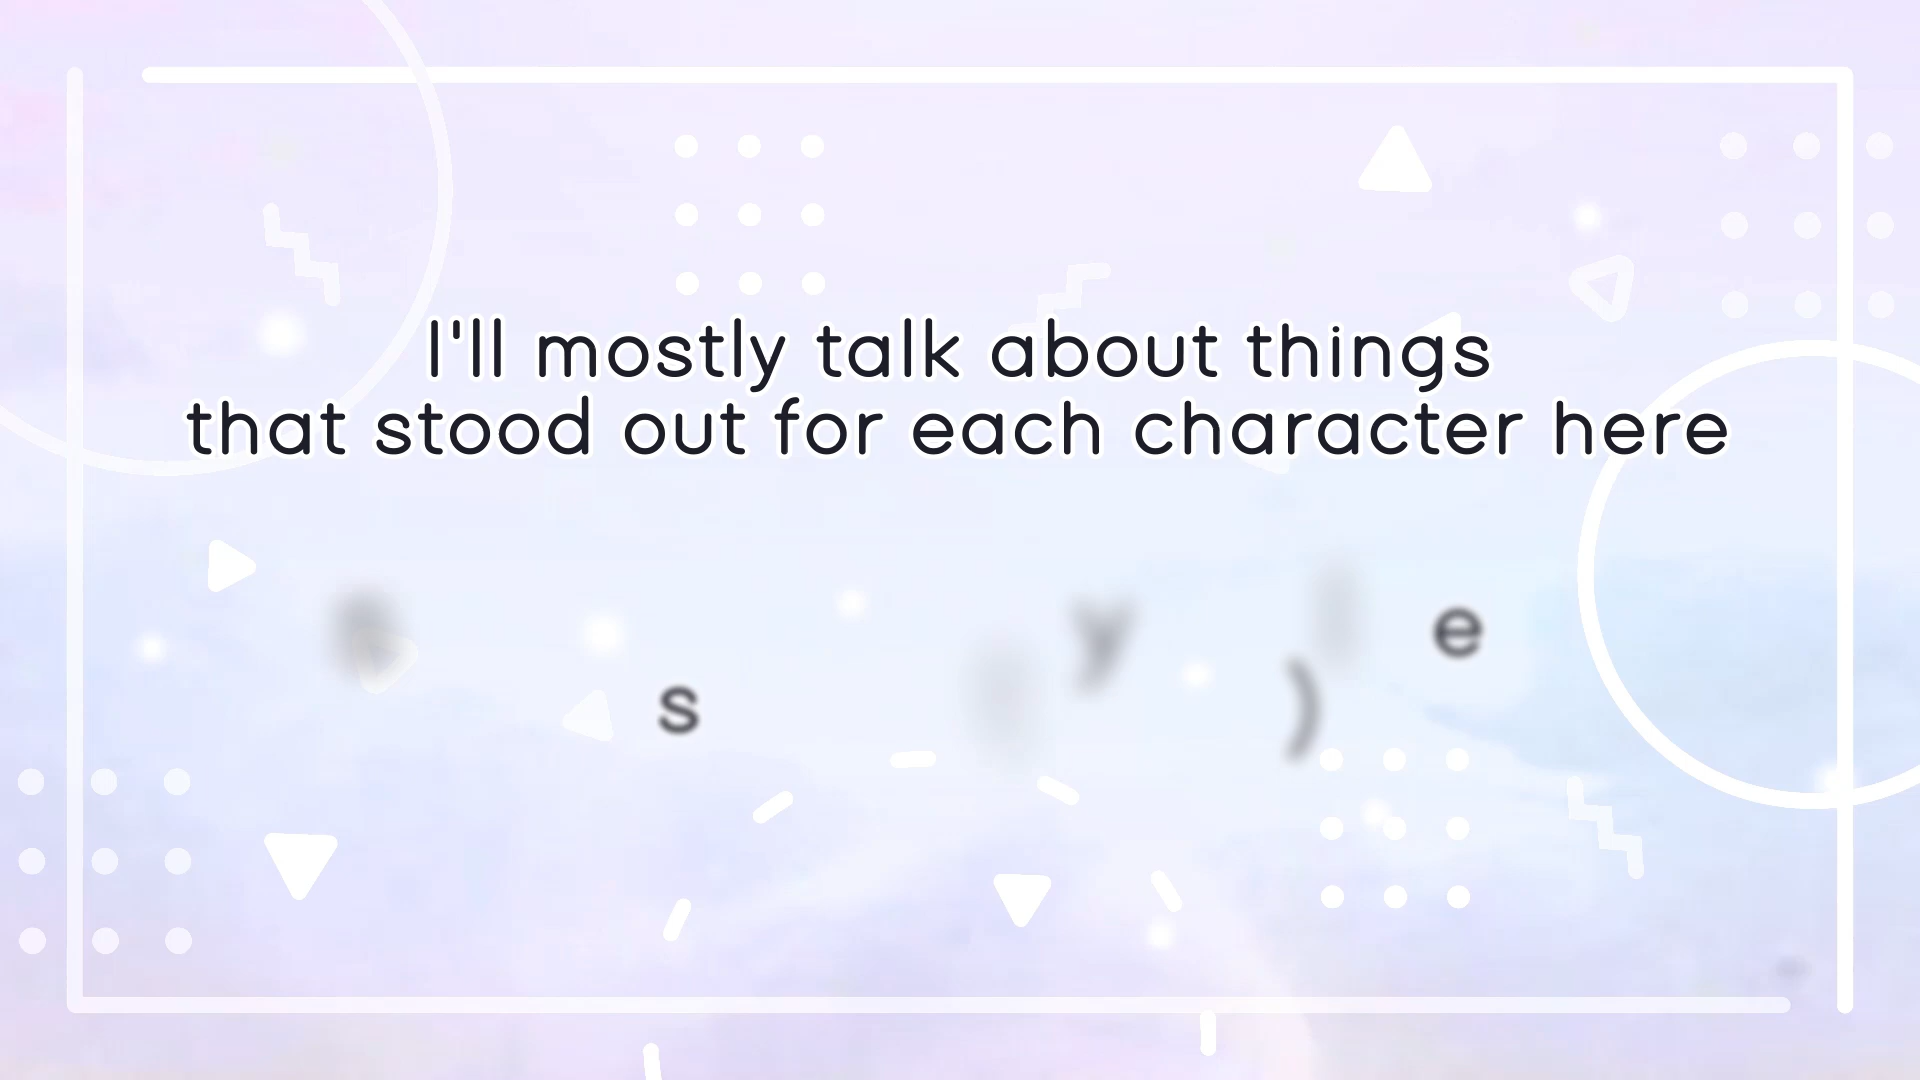 I'll mostly talk about things
that stood out for each character here
y e
s )